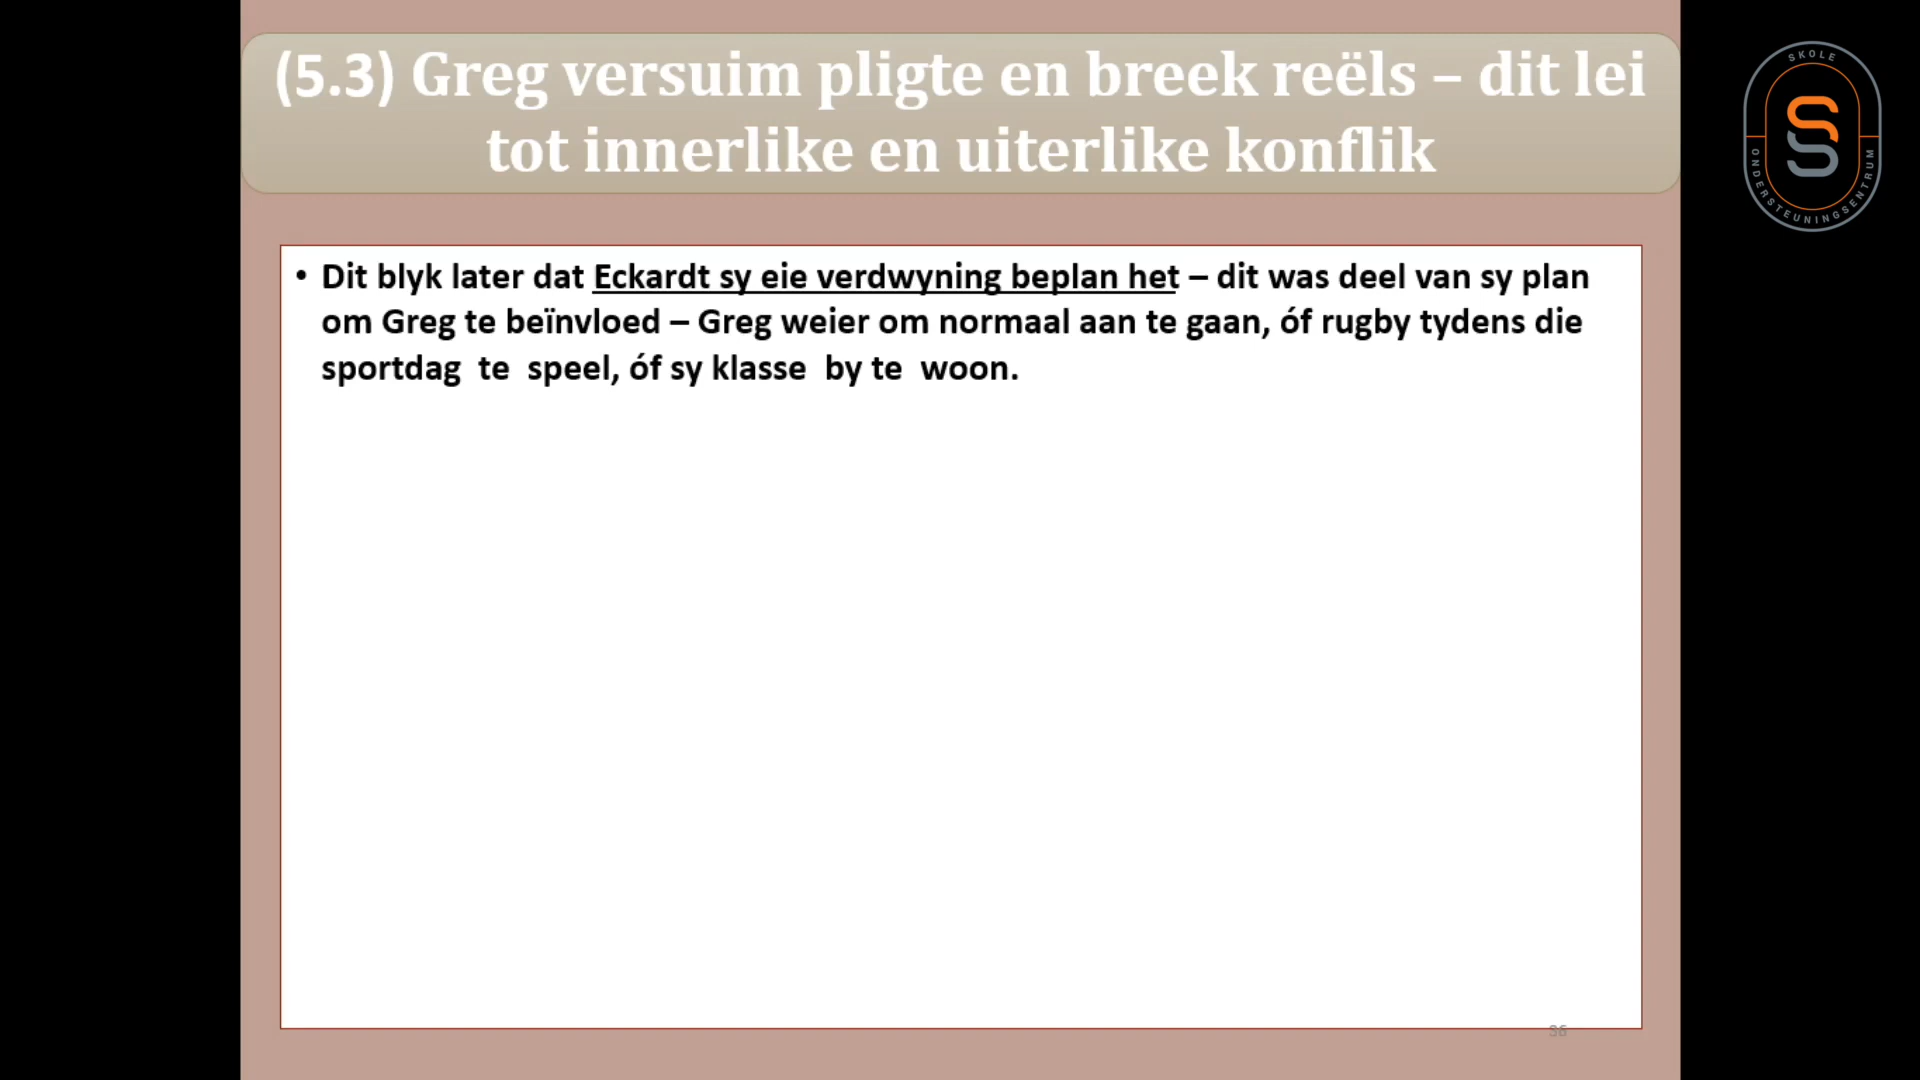 (5.3) Greg versuim pligte en breek reëls – dit lei
tot innerlike en uiterlike konflik
SKOLE
ONDERSTEUNINGSENTRUM
• Dit blyk later dat Eckardt sy eie verdwyning beplan het – dit was deel van sy plan
om Greg te beïnvloed – Greg weier om normaal aan te gaan, óf rugby tydens die
sportdag te speel, óf sy klasse by te woon.
36